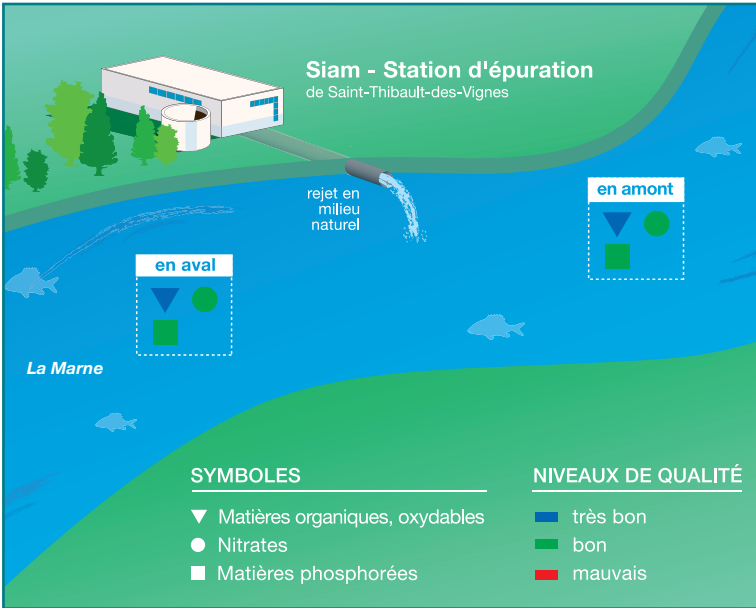 Siam - Station d'épuration
de Saint-Thibault-des-Vignes
rejet en
milieu
naturel
en amont
en aval
La Marne
SYMBOLES
Matières organiques, oxydables
Nitrates
Matières phosphorées
NIVEAUX DE QUALITÉ
très bon
bon
mauvais